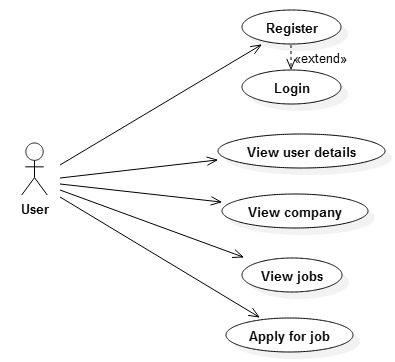 Register
«extend»
Login
View user details
User
View company
View jobs
Apply for job